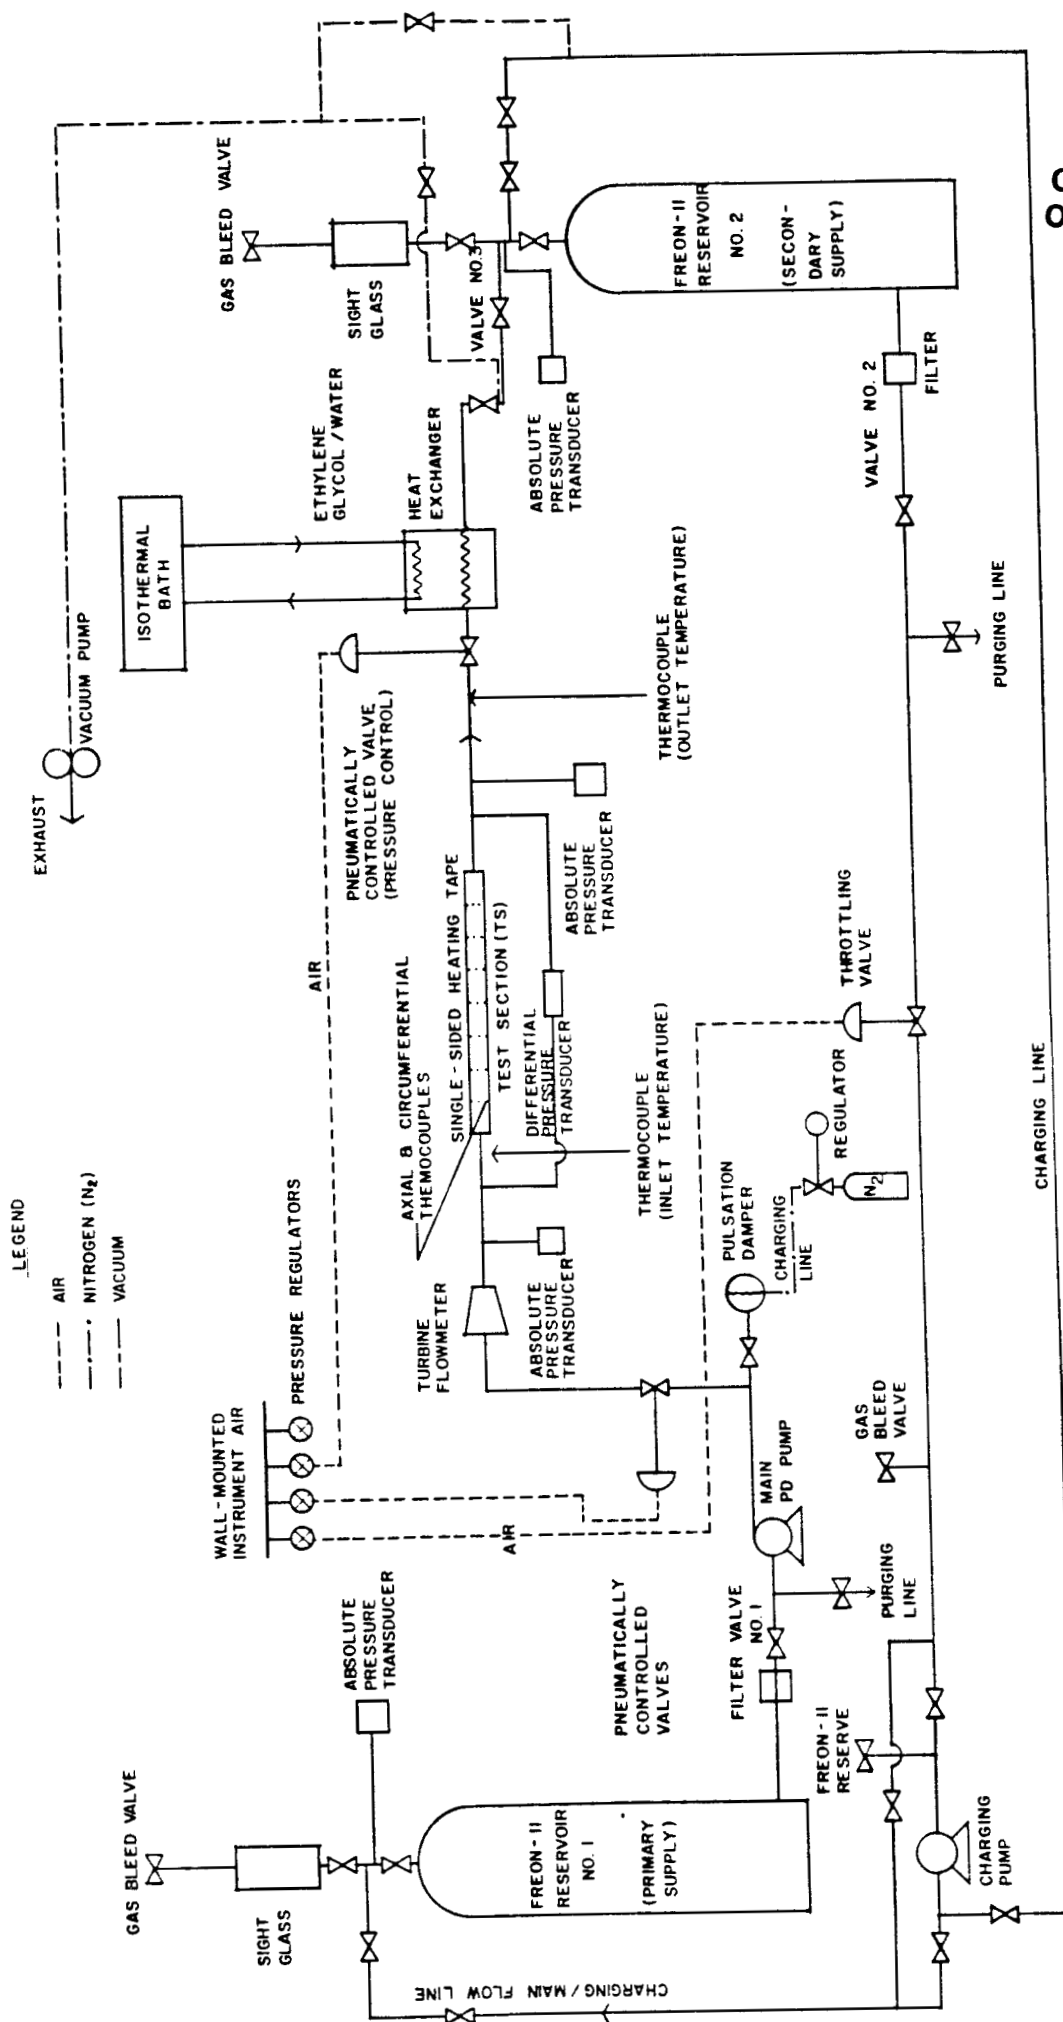 LEGEND
AIR
NITROGEN (N₂)
VACUUM
EXHAUST
VACUUM PUMP
ISOTHERMAL
BATH
ETHYLENE
GLYCOL / WATER
HEAT
EXCHANGER
GAS BLEED VALVE
SIGHT
GLASS
VALVE NO.3
ABSOLUTE
PRESSURE
TRANSDUCER
FREON-11
RESERVOIR
NO. 2
(SECON-
DARY
SUPPLY)
VALVE NO. 2
FILTER
PURGING LINE
PNEUMATICALLY
CONTROLLED VALVE
(PRESSURE CONTROL)
AIR
THERMOCOUPLE
(OUTLET TEMPERATURE)
ABSOLUTE
PRESSURE
TRANSDUCER
AXIAL & CIRCUMFERENTIAL
THEMOCOUPLES
SINGLE-SIDED HEATING TAPE
TEST SECTION (TS)
DIFFERENTIAL
PRESSURE
TRANSDUCER
THERMOCOUPLE
(INLET TEMPERATURE)
THROTTLING
VALVE
REGULATOR
N2
PULSATION
DAMPER
CHARGING
LINE
CHARGING LINE
PRESSURE REGULATORS
WALL-MOUNTED
INSTRUMENT AIR
TURBINE
FLOWMETER
ABSOLUTE
PRESSURE
TRANSDUCER
AIR
GAS
BLEED
VALVE
MAIN
PD PUMP
PURGING
LINE
PNEUMATICALLY
CONTROLLED
VALVES
FILTER VALVE
NO. 1
ABSOLUTE
PRESSURE
TRANSDUCER
GAS BLEED VALVE
SIGHT
GLASS
FREON-11
RESERVOIR
NO. 1
(PRIMARY
SUPPLY)
FREON-11
RESERVE
CHARGING
PUMP
CHARGING / MAIN FLOW LINE